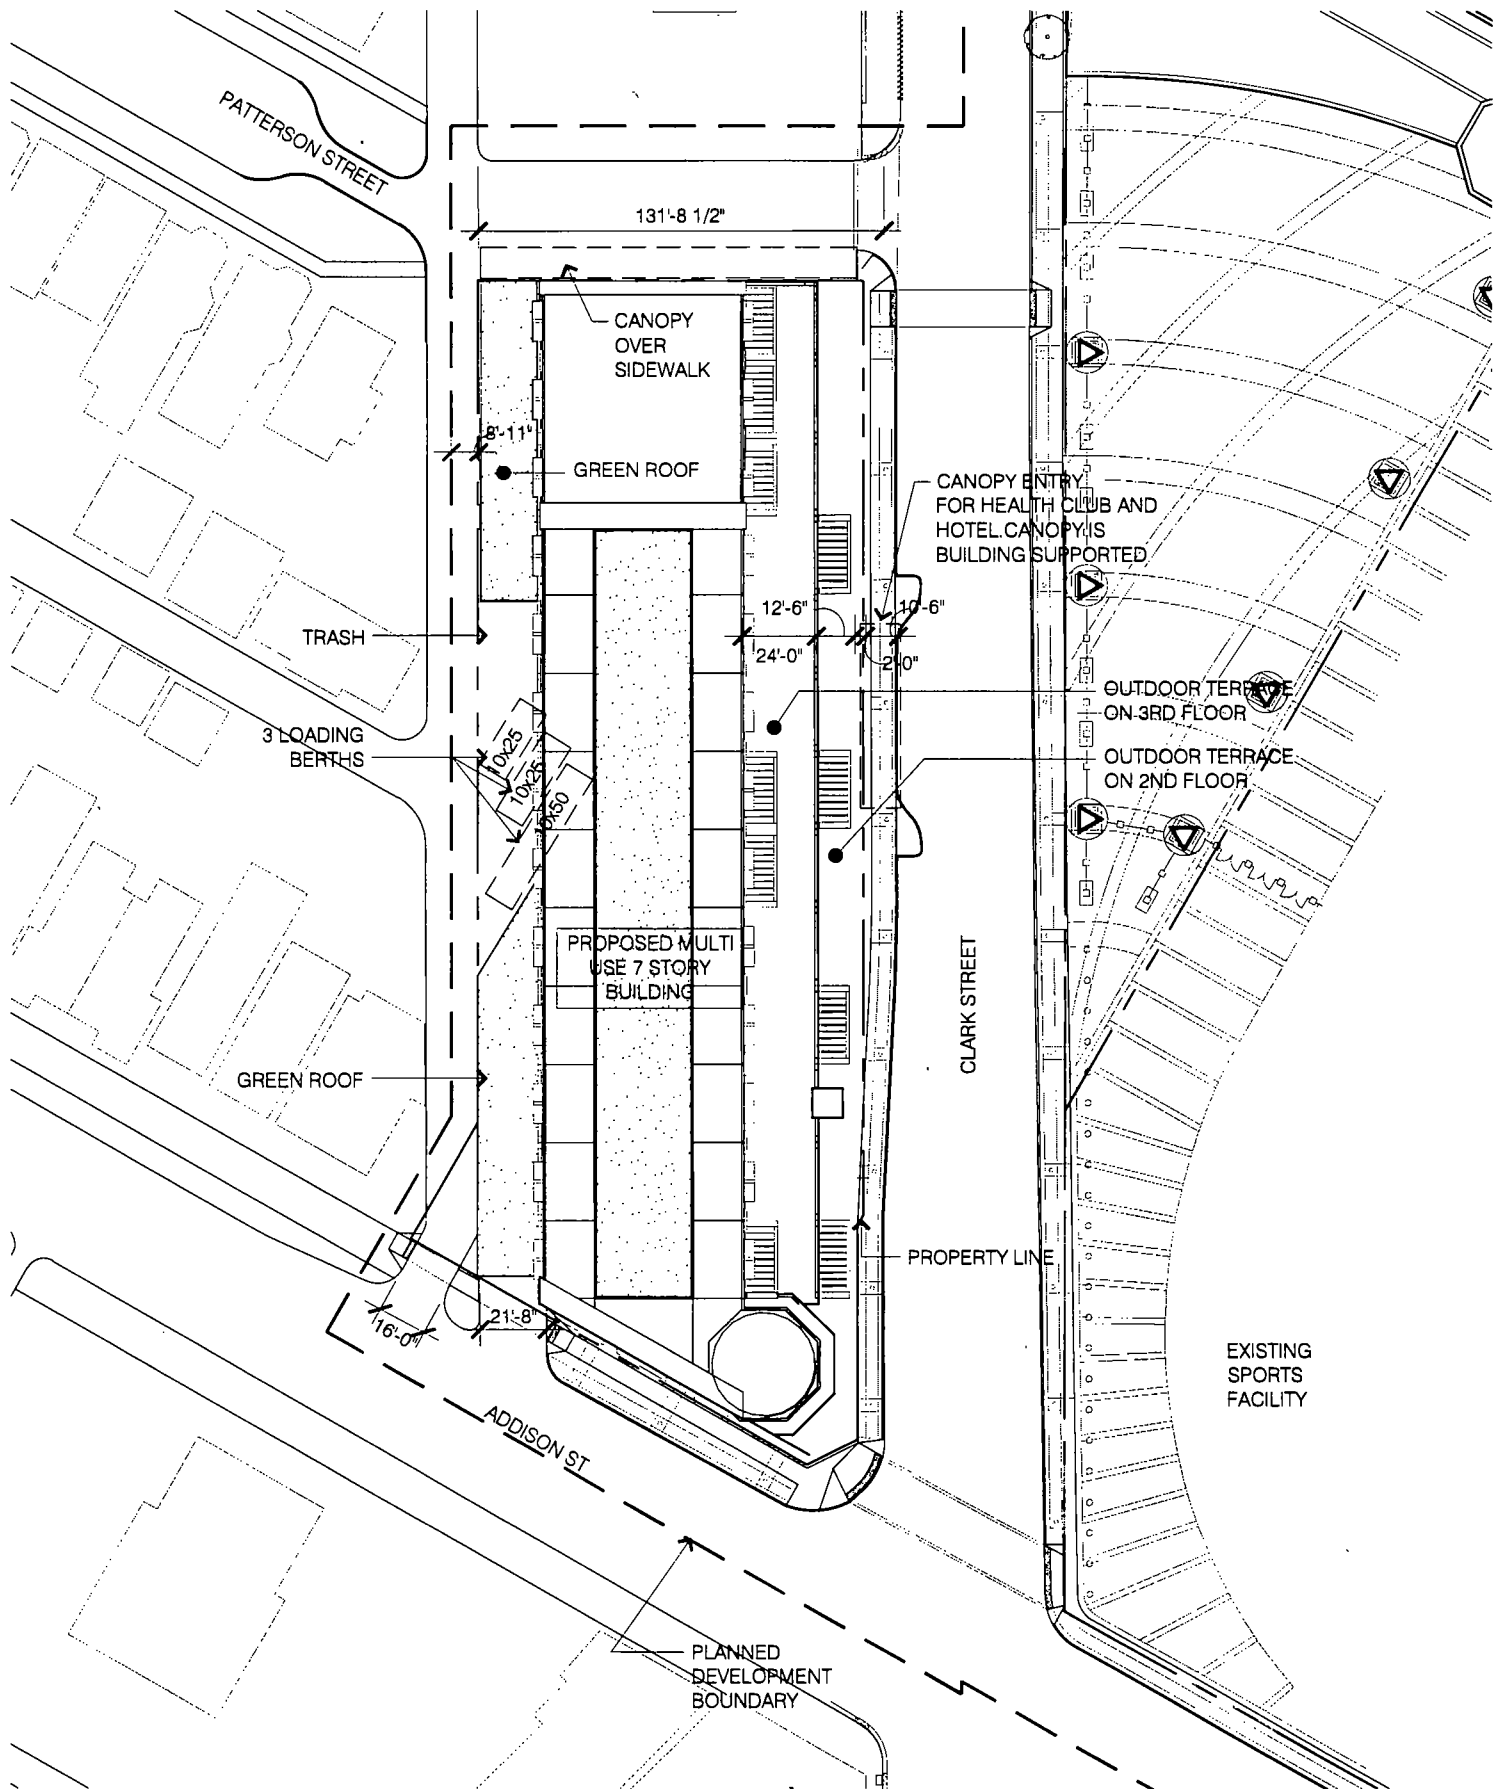 PATTERSON STREET
131'-8 1/2"
CANOPY
OVER
SIDEWALK
8'-11"
GREEN ROOF
CANOPY ENTRY
FOR HEALTH CLUB AND
HOTEL.CANOPY IS
BUILDING SUPPORTED
TRASH
12'-6"
10'-6"
24'-0"
2'-0"
OUTDOOR TERRACE
ON 3RD FLOOR
3 LOADING
BERTHS
10x25
10x25
10x50
OUTDOOR TERRACE
ON 2ND FLOOR
PROPOSED MULTI
USE 7 STORY
BUILDING
CLARK STREET
GREEN ROOF
PROPERTY LINE
16'-0"
21'-8"
EXISTING
SPORTS
FACILITY
ADDISON ST
PLANNED
DEVELOPMENT
BOUNDARY